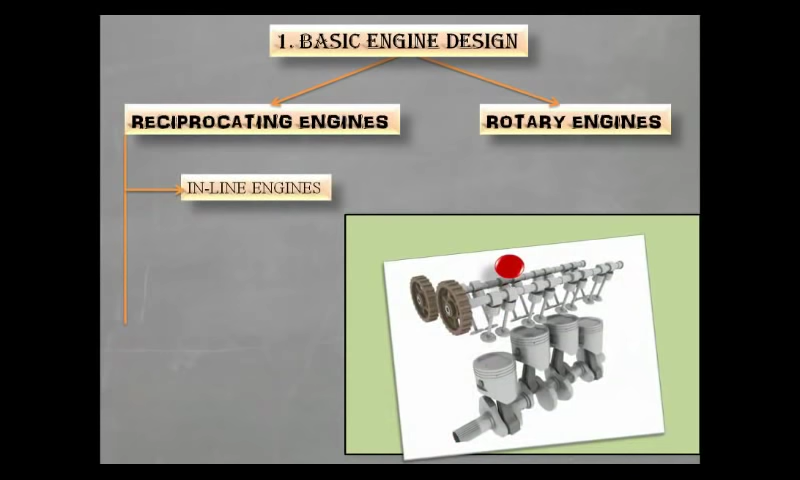 1. BASIC ENGINE DESIGN
RECIPROCATING ENGINES
ROTARY ENGINES
IN-LINE ENGINES